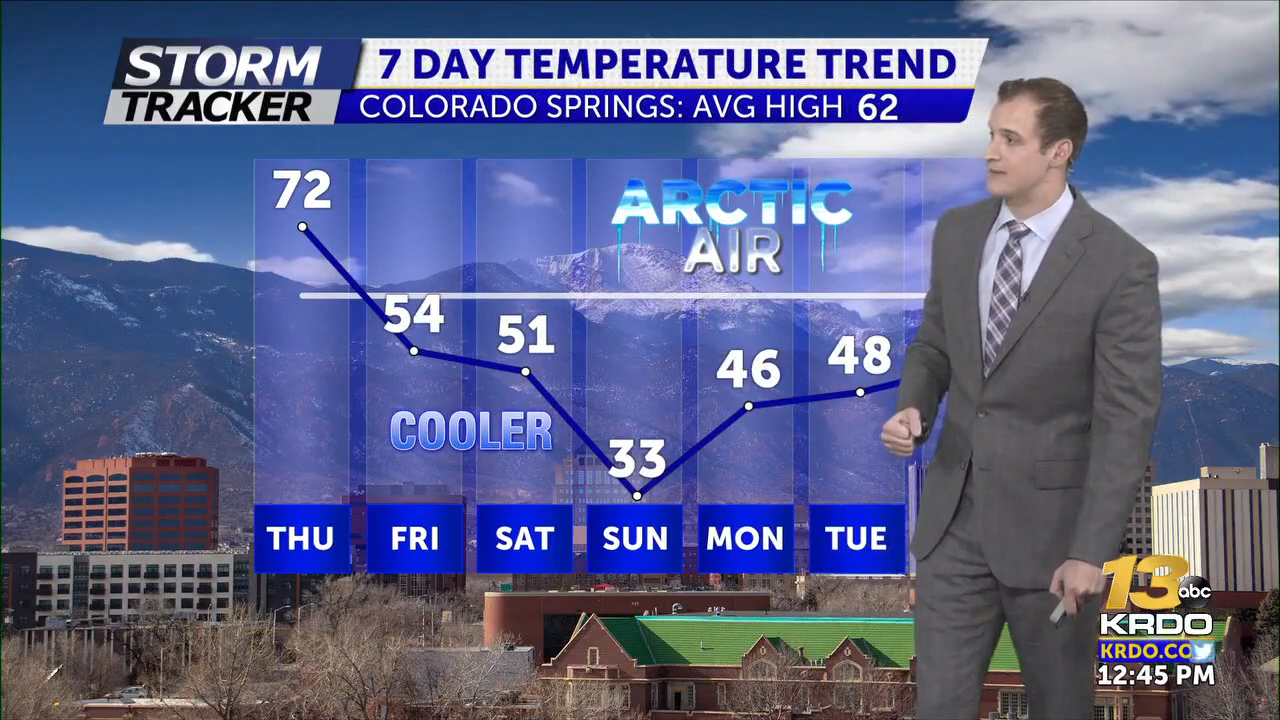 STORM
TRACKER
7 DAY TEMPERATURE TREND
COLORADO SPRINGS: AVG HIGH 62
ARCTIC
AIR
72
54
51
33
46
48
COOLER
THU
FRI
SAT
SUN
MON
TUE
13
abc
KRDO
KRDO.CO
12:45 PM